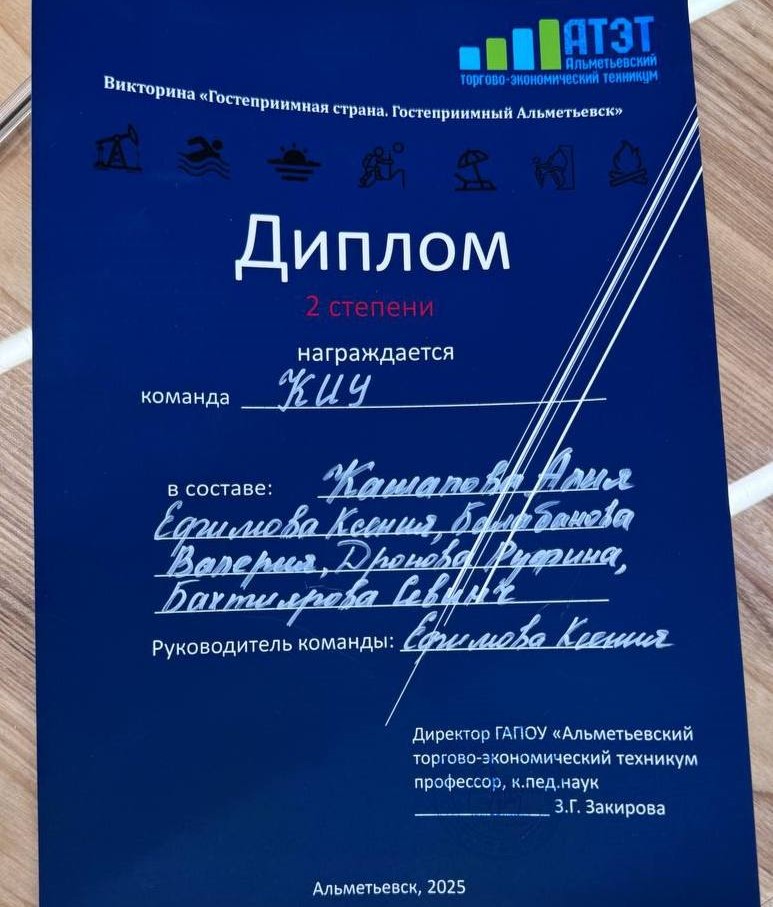 АТЭТ
Альметьевский
торгово-экономический техникум
Викторина «Гостеприимная страна. Гостеприимный Альметьевск»
Диплом
2 степени
награждается
команда КИУ
в составе: Кашапова Алия
Ефимова Ксения, Балабанова
Валерия, Дронова Руфина,
Бахтиярова Севинч
Руководитель команды: Ефимова Ксения
Директор ГАПОУ «Альметьевский
торгово-экономический техникум
профессор, к.пед.наук
З.Г. Закирова
Альметьевск, 2025